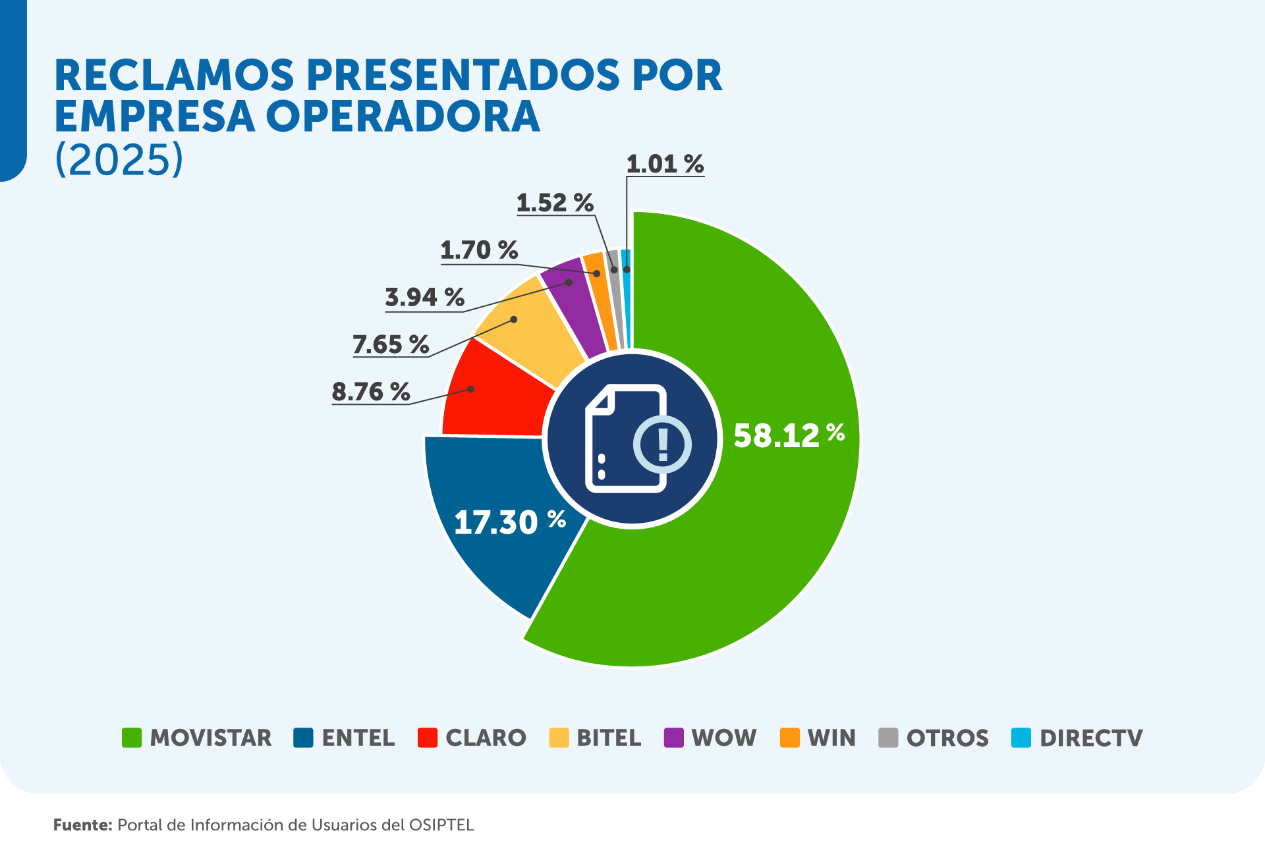 RECLAMOS PRESENTADOS POR
EMPRESA OPERADORA
(2025)
1.01 %
1.52 %
1.70 %
3.94 %
7.65 %
8.76 %
58.12 %
17.30 %
MOVISTAR ENTEL CLARO BITEL WOW WIN OTROS DIRECTV
Fuente: Portal de Información de Usuarios del OSIPTEL